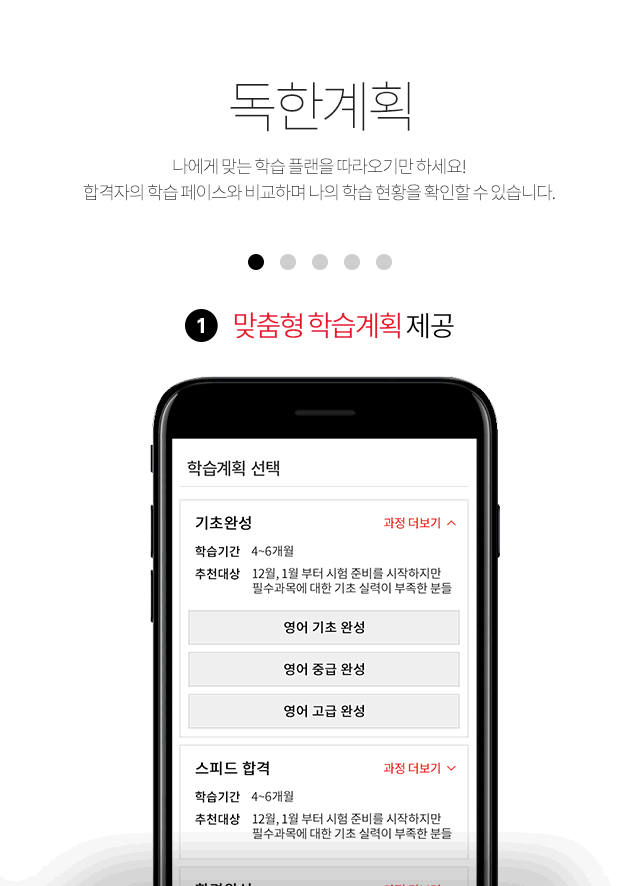 독한계획
나에게 맞는 학습 플랜을 따라오기만 하세요!
합격자의 학습 페이스와 비교하며 나의 학습 현황을 확인할 수 있습니다.
1 맞춤형 학습계획 제공
학습계획 선택
기초완성 과정 더보기
학습기간 4~6개월
추천대상 12월, 1월 부터 시험 준비를 시작하지만
필수과목에 대한 기초 실력이 부족한 분들
영어 기초 완성
영어 중급 완성
영어 고급 완성
스피드 합격 과정 더보기
학습기간 4~6개월
추천대상 12월, 1월 부터 시험 준비를 시작하지만
필수과목에 대한 기초 실력이 부족한 분들